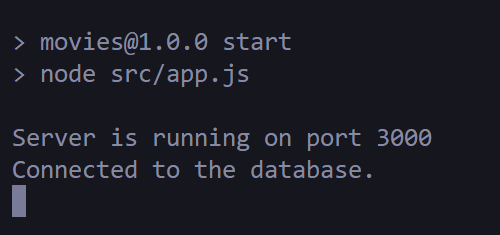 > movies@1.0.0 start
> node src/app.js
Server is running on port 3000
Connected to the database.